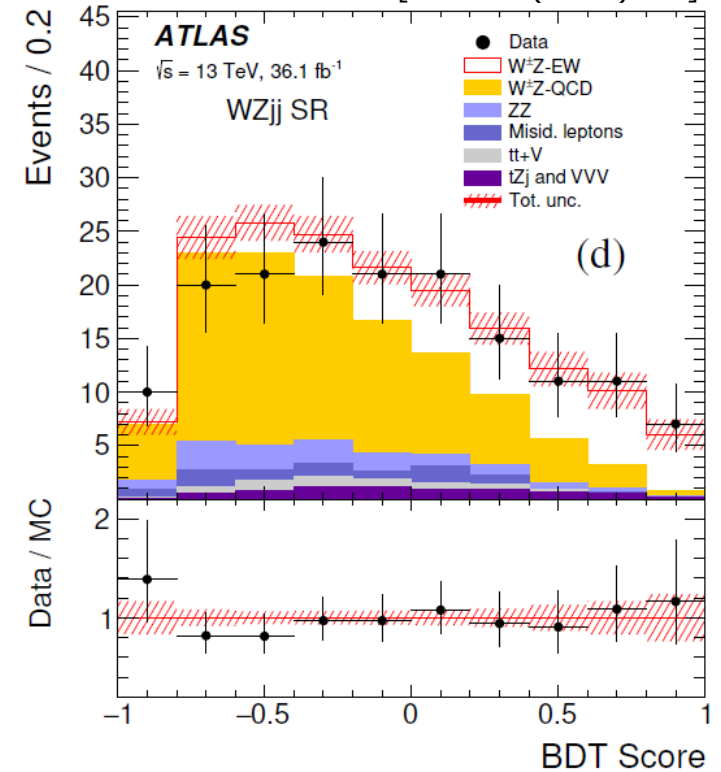 45
40
35
30
25
20
15
10
5
Events / 0.2
ATLAS
√s = 13 TeV, 36.1 fb-1
WZjj SR
Data
W±Z-EW
W±Z-QCD
ZZ
Misid. leptons
tt+V
tZj and VVV
Tot. unc.
(d)
2
1
Data / MC
−1 −0.5 0 0.5 1
BDT Score